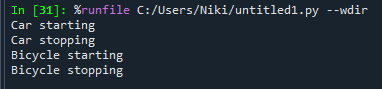 In [31]: %runfile C:/Users/Niki/untitled1.py --wdir
Car starting
Car stopping
Bicycle starting
Bicycle stopping